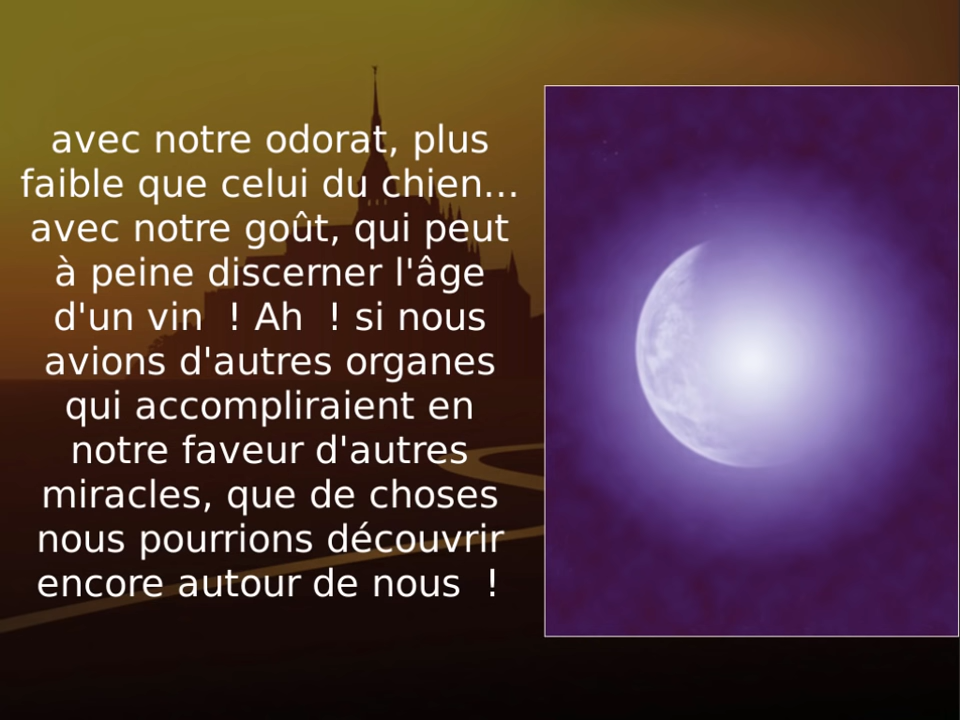 avec notre odorat, plus
faible que celui du chien...
avec notre goût, qui peut
à peine discerner l'âge
d'un vin  ! Ah  ! si nous
avions d'autres organes
qui accompliraient en
notre faveur d'autres
miracles, que de choses
nous pourrions découvrir
encore autour de nous  !